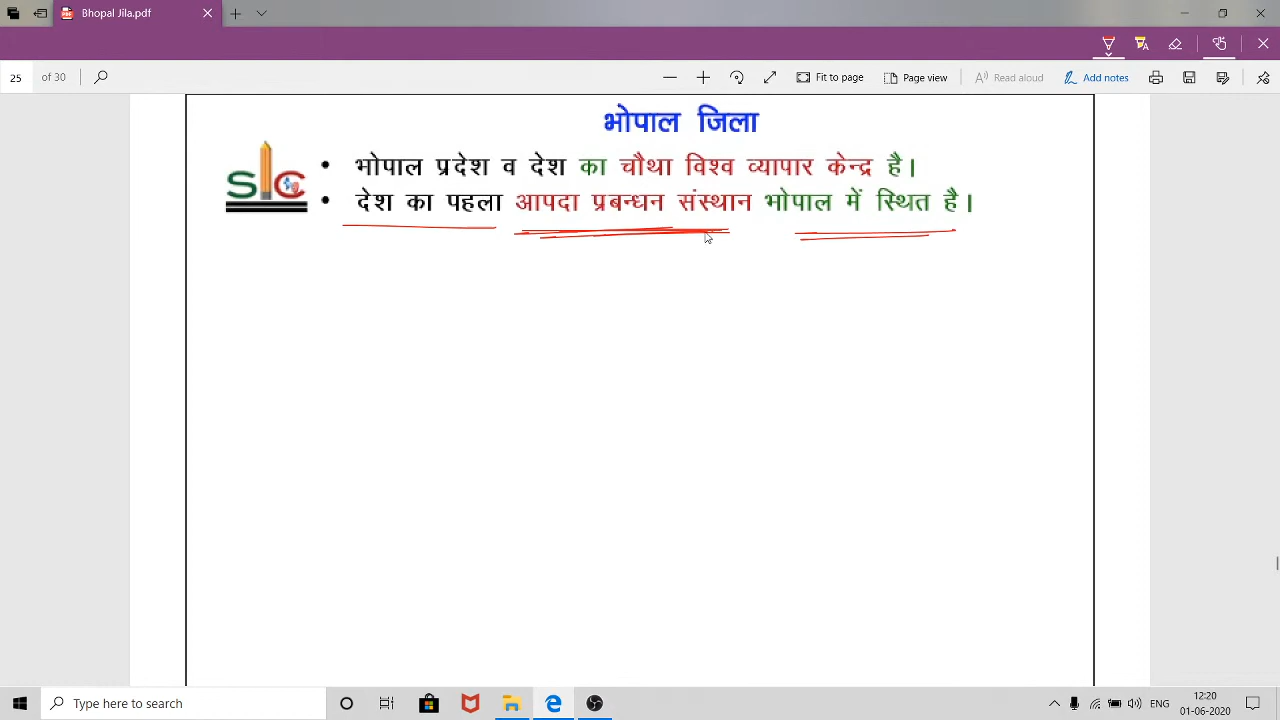 Bhopal Jila.pdf
25 of 30 Fit to page Page view Read aloud Add notes
भोपाल जिला
SIC
• भोपाल प्रदेश व देश का चौथा विश्व व्यापार केन्द्र है।
• देश का पहला आपदा प्रबन्धन संस्थान भोपाल में स्थित है।
Type here to search
ENG
12:20
01-06-2020